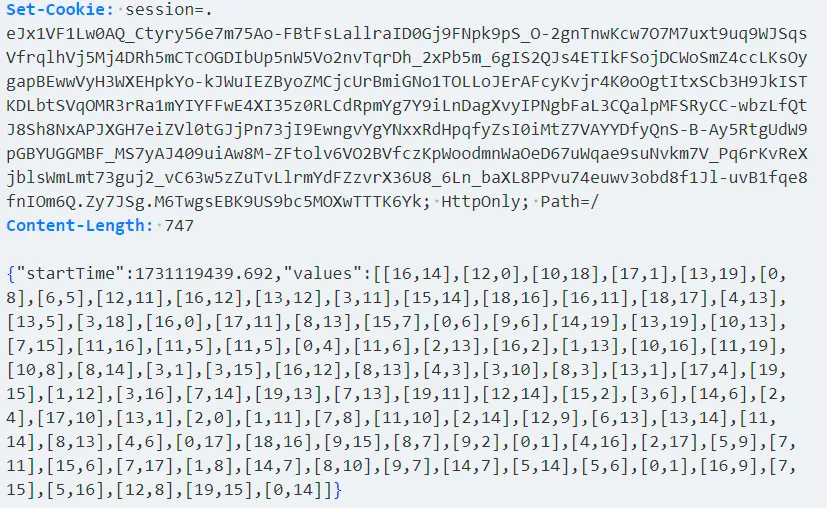 Set-Cookie: session=.
eJx1VF1Lw0AQ_Ctyry56e7m75Ao-FBtFsLallraID0Gj9FNpk9pS_O-2gnTnwKcw7O7M7uxt9uq9WJSqs
VfrqlhVj5Mj4DRh5mCTcOGDIbUp5nW5Vo2nvTqrDh_2xPb5m_6gIS2QJs4ETIkFSojDCWoSmZ4ccLKsOy
gapBEwwVyH3WXEHpkYo-kJWuIEZByoZMCjcUrBmiGNo1TOLLoJErAFcyKvjr4K0oOgtItxSCb3H9JkIST
KDLbtSVqOMR3rRa1mYIYFFwE4XI35z0RLCdRpmYg7Y9iLnDagXvyIPNgbFaL3CQalpMFSRyCC-wbzLfQt
J8Sh8NxAPJXGH7eiZVl0tGJjPn73jI9EwngvYgYNxxRdHpqfyZsI0iMtZ7VAYYDfyQnS-B-Ay5RtgUdW9
pGBYUGGMBF_MS7yAJ409uiAw8M-ZFtolv6VO2BVfczKpWoodmnWaOeD67uWqae9suNvkm7V_Pq6rKvReX
jblsWmLmt73guj2_vC63w5zZuTvLlrmYdFZzvrX36U8_6Ln_baXL8PPvu74euwv3obd8f1Jl-uvB1fqe8
fnIOm6Q.Zy7JSg.M6TwgsEBK9US9bc5MOXwTTTK6Yk; HttpOnly; Path=/
Content-Length: 747
{"startTime":1731119439.692,"values":[[16,14],[12,0],[10,18],[17,1],[13,19],[0,
8],[6,5],[12,11],[16,12],[13,12],[3,11],[15,14],[18,16],[16,11],[18,17],[4,13],
[13,5],[3,18],[16,0],[17,11],[8,13],[15,7],[0,6],[9,6],[14,19],[13,19],[10,13],
[7,15],[11,16],[11,5],[11,5],[0,4],[11,6],[2,13],[16,2],[1,13],[10,16],[11,19],
[10,8],[8,14],[3,1],[3,15],[16,12],[8,13],[4,3],[3,10],[8,3],[13,1],[17,4],[19,
15],[1,12],[3,16],[7,14],[19,13],[7,13],[19,11],[12,14],[15,2],[3,6],[14,6],[2,
4],[17,10],[13,1],[2,0],[1,11],[7,8],[11,10],[2,14],[12,9],[6,13],[13,14],[11,
14],[8,13],[4,6],[0,17],[18,16],[9,15],[8,7],[9,2],[0,1],[4,16],[2,17],[5,9],[7,
11],[15,6],[7,17],[1,8],[14,7],[8,10],[9,7],[14,7],[5,14],[5,6],[0,1],[16,9],[7,
15],[5,16],[12,8],[19,15],[0,14]]}